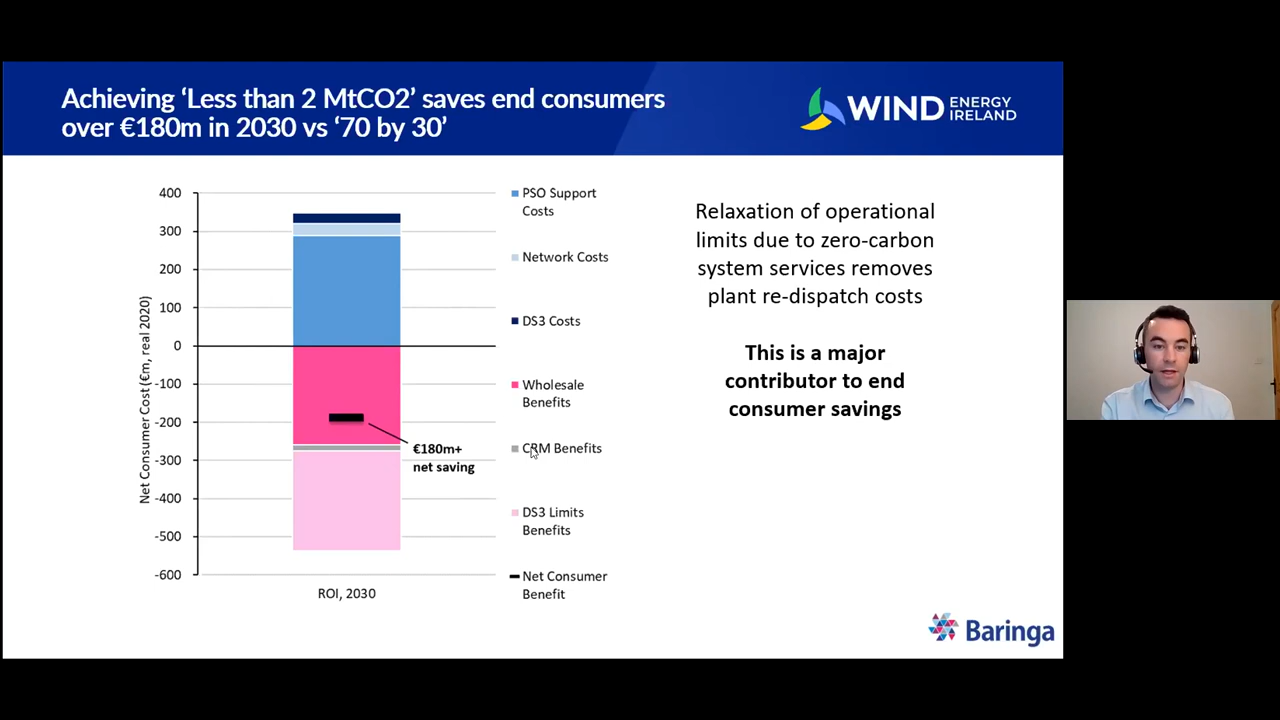 Achieving ‘Less than 2 MtCO2’ saves end consumers
over €180m in 2030 vs ‘70 by 30’
WIND ENERGY
IRELAND
Net Consumer Cost (€m, real 2020)
400
300
200
100
0
-100
-200
-300
-400
-500
-600
€180m+
net saving
ROI, 2030
PSO Support
Costs
Network Costs
DS3 Costs
Wholesale
Benefits
CRM Benefits
DS3 Limits
Benefits
Net Consumer
Benefit
Relaxation of operational
limits due to zero-carbon
system services removes
plant re-dispatch costs
This is a major
contributor to end
consumer savings
Baringa